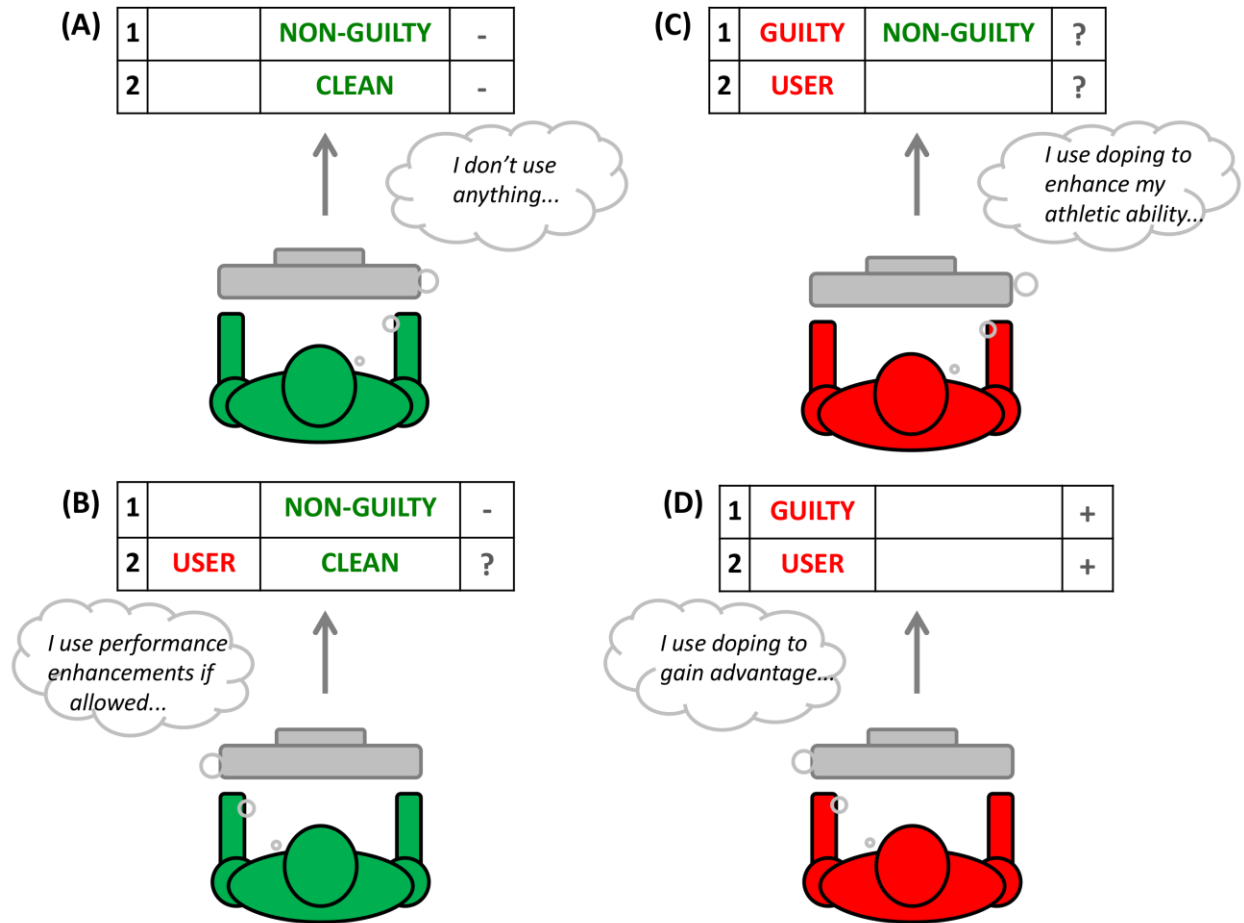 (A)
1 NON-GUILTY -
2 CLEAN -
I don’t use
anything...
(C)
1 GUILTY NON-GUILTY ?
2 USER ?
I use doping to
enhance my
athletic ability...
(B)
1 NON-GUILTY -
2 USER CLEAN ?
I use performance
enhancements if
allowed...
(D)
1 GUILTY +
2 USER +
I use doping to
gain advantage...